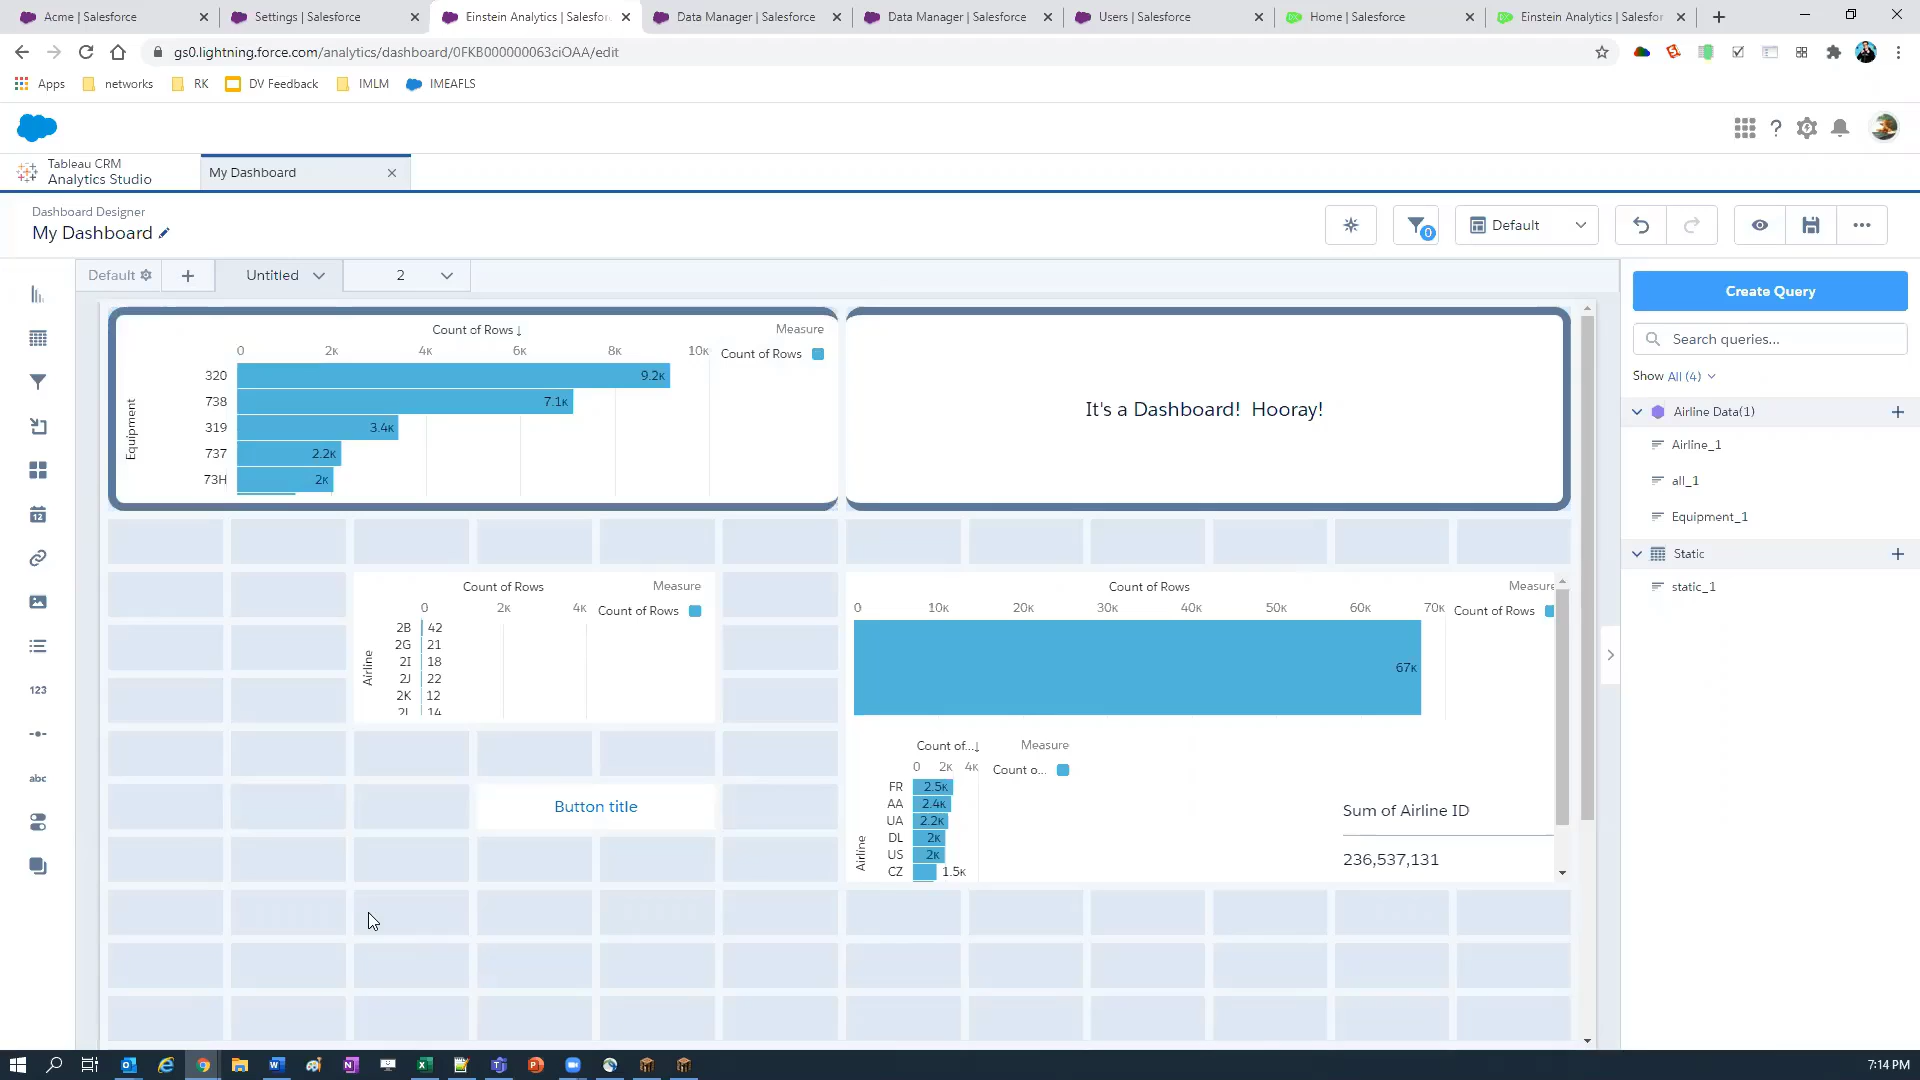 Acme | Salesforce
Settings | Salesforce
Einstein Analytics | Salesfor
Data Manager | Salesforce
Data Manager | Salesforce
Users | Salesforce
Home | Salesforce
Einstein Analytics | Salesfor
gs0.lightning.force.com/analytics/dashboard/0FKB000000063ciOAA/edit
Apps
networks
RK
DV Feedback
IMLM
IMEAFLS
Tableau CRM
Analytics Studio
My Dashboard
Dashboard Designer
My Dashboard
0
Default
Default
Untitled
2
Create Query
Search queries...
Show All (4)
Airline Data(1)
Airline_1
all_1
Equipment_1
Static
static_1
12
123
abc
Count of Rows ↓
Measure
0 2K 4K 6K 8K 10K
Count of Rows
Equipment
320 9.2K
738 7.1K
319 3.4K
737 2.2K
73H 2K
It's a Dashboard!  Hooray!
Count of Rows
Measure
0 2K 4K
Count of Rows
Airline
2B 42
2G 21
2I 18
2J 22
2K 12
14
Button title
Count of Rows
Measure
0 10K 20K 30K 40K 50K 60K 70K
Count of Rows
67K
Count of...↓
Measure
0 2K 4K
Count o...
Airline
FR 2.5K
AA 2.4K
UA 2.2K
DL 2K
US 2K
CZ 1.5K
Sum of Airline ID
236,537,131
7:14 PM